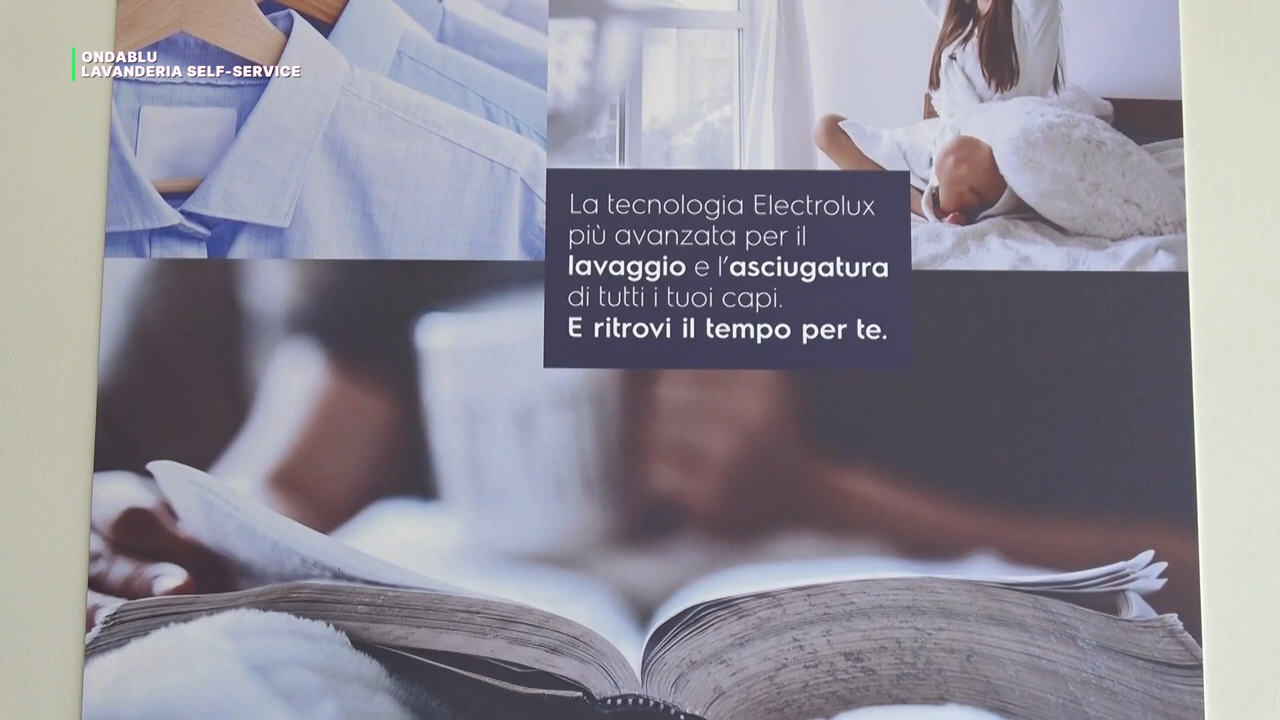 ONDABLU
LAVANDERIA SELF-SERVICE
La tecnologia Electrolux
più avanzata per il
lavaggio e l'asciugatura
di tutti i tuoi capi.
E ritrovi il tempo per te.